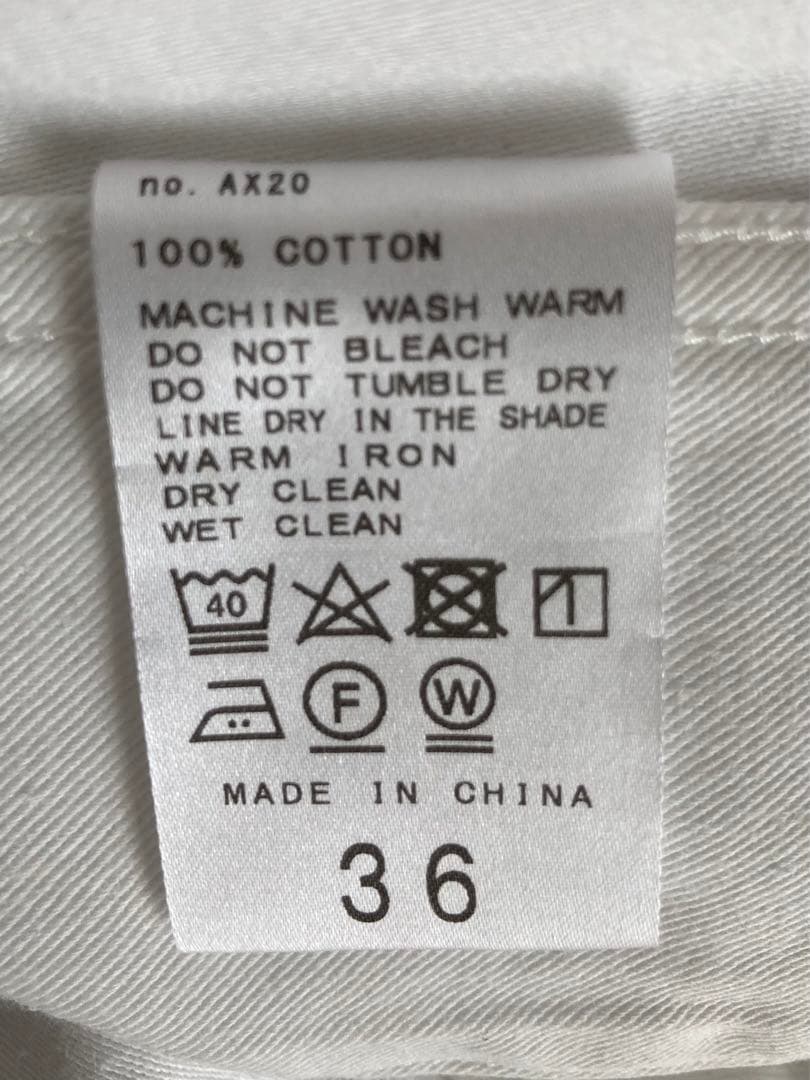 no. AX20
100% COTTON
MACHINE WASH WARM
DO NOT BLEACH
DO NOT TUMBLE DRY
LINE DRY IN THE SHADE
WARM IRON
DRY CLEAN
WET CLEAN
40
F W
MADE IN CHINA
36